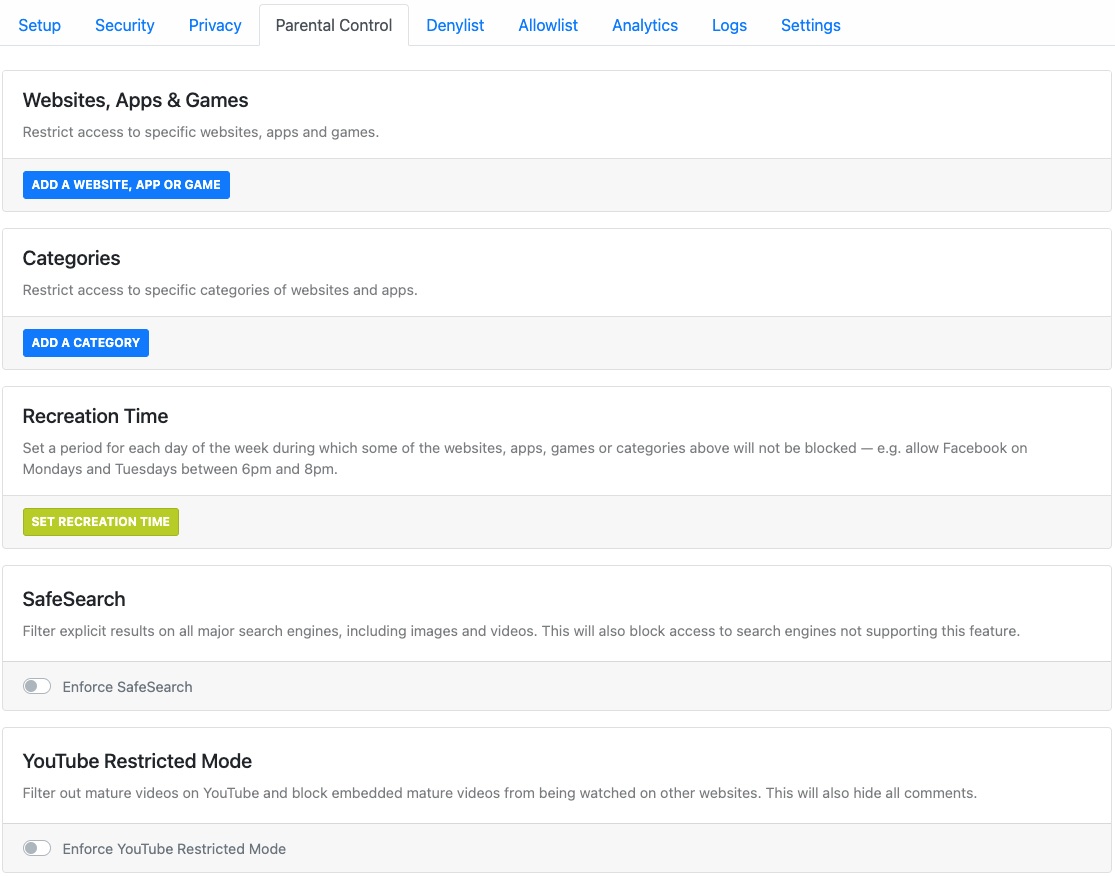 Setup Security Privacy Parental Control Denylist Allowlist Analytics Logs Settings
Websites, Apps & Games
Restrict access to specific websites, apps and games.
ADD A WEBSITE, APP OR GAME
Categories
Restrict access to specific categories of websites and apps.
ADD A CATEGORY
Recreation Time
Set a period for each day of the week during which some of the websites, apps, games or categories above will not be blocked — e.g. allow Facebook on
Mondays and Tuesdays between 6pm and 8pm.
SET RECREATION TIME
SafeSearch
Filter explicit results on all major search engines, including images and videos. This will also block access to search engines not supporting this feature.
Enforce SafeSearch
YouTube Restricted Mode
Filter out mature videos on YouTube and block embedded mature videos from being watched on other websites. This will also hide all comments.
Enforce YouTube Restricted Mode